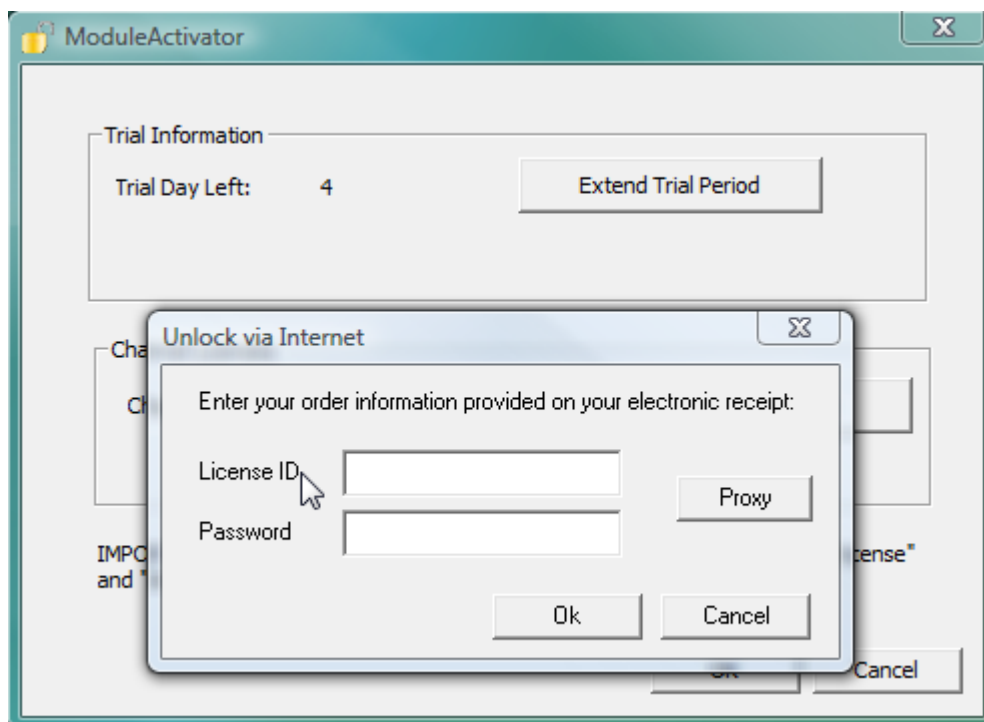 ModuleActivator
Trial Information
Trial Day Left: 4
Extend Trial Period
Unlock via Internet
Enter your order information provided on your electronic receipt:
License ID
Proxy
Password
Ok
Cancel
and
Cancel